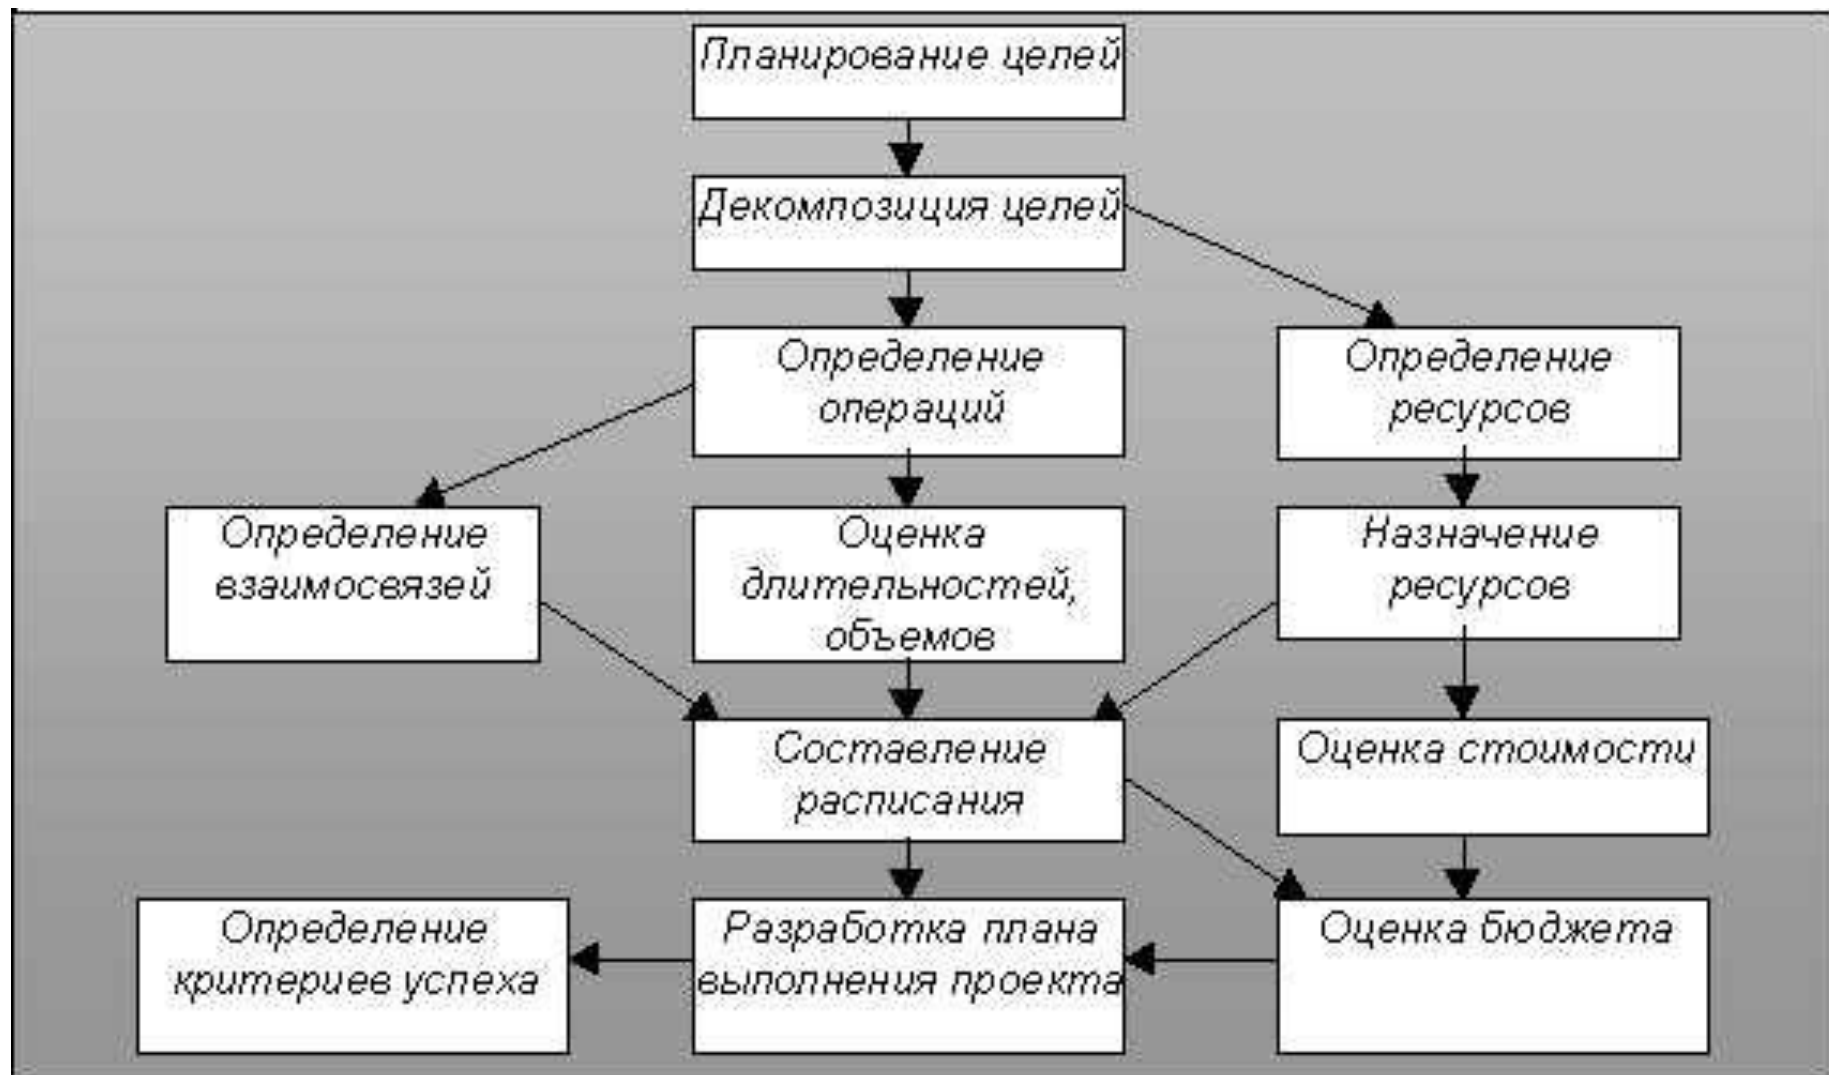 Планирование целей
Декомпозиция целей
Определение
операций
Определение
ресурсов
Определение
взаимосвязей
Оценка
длительностей,
объемов
Назначение
ресурсов
Составление
расписания
Оценка стоимости
Определение
критериев успеха
Разработка плана
выполнения проекта
Оценка бюджета